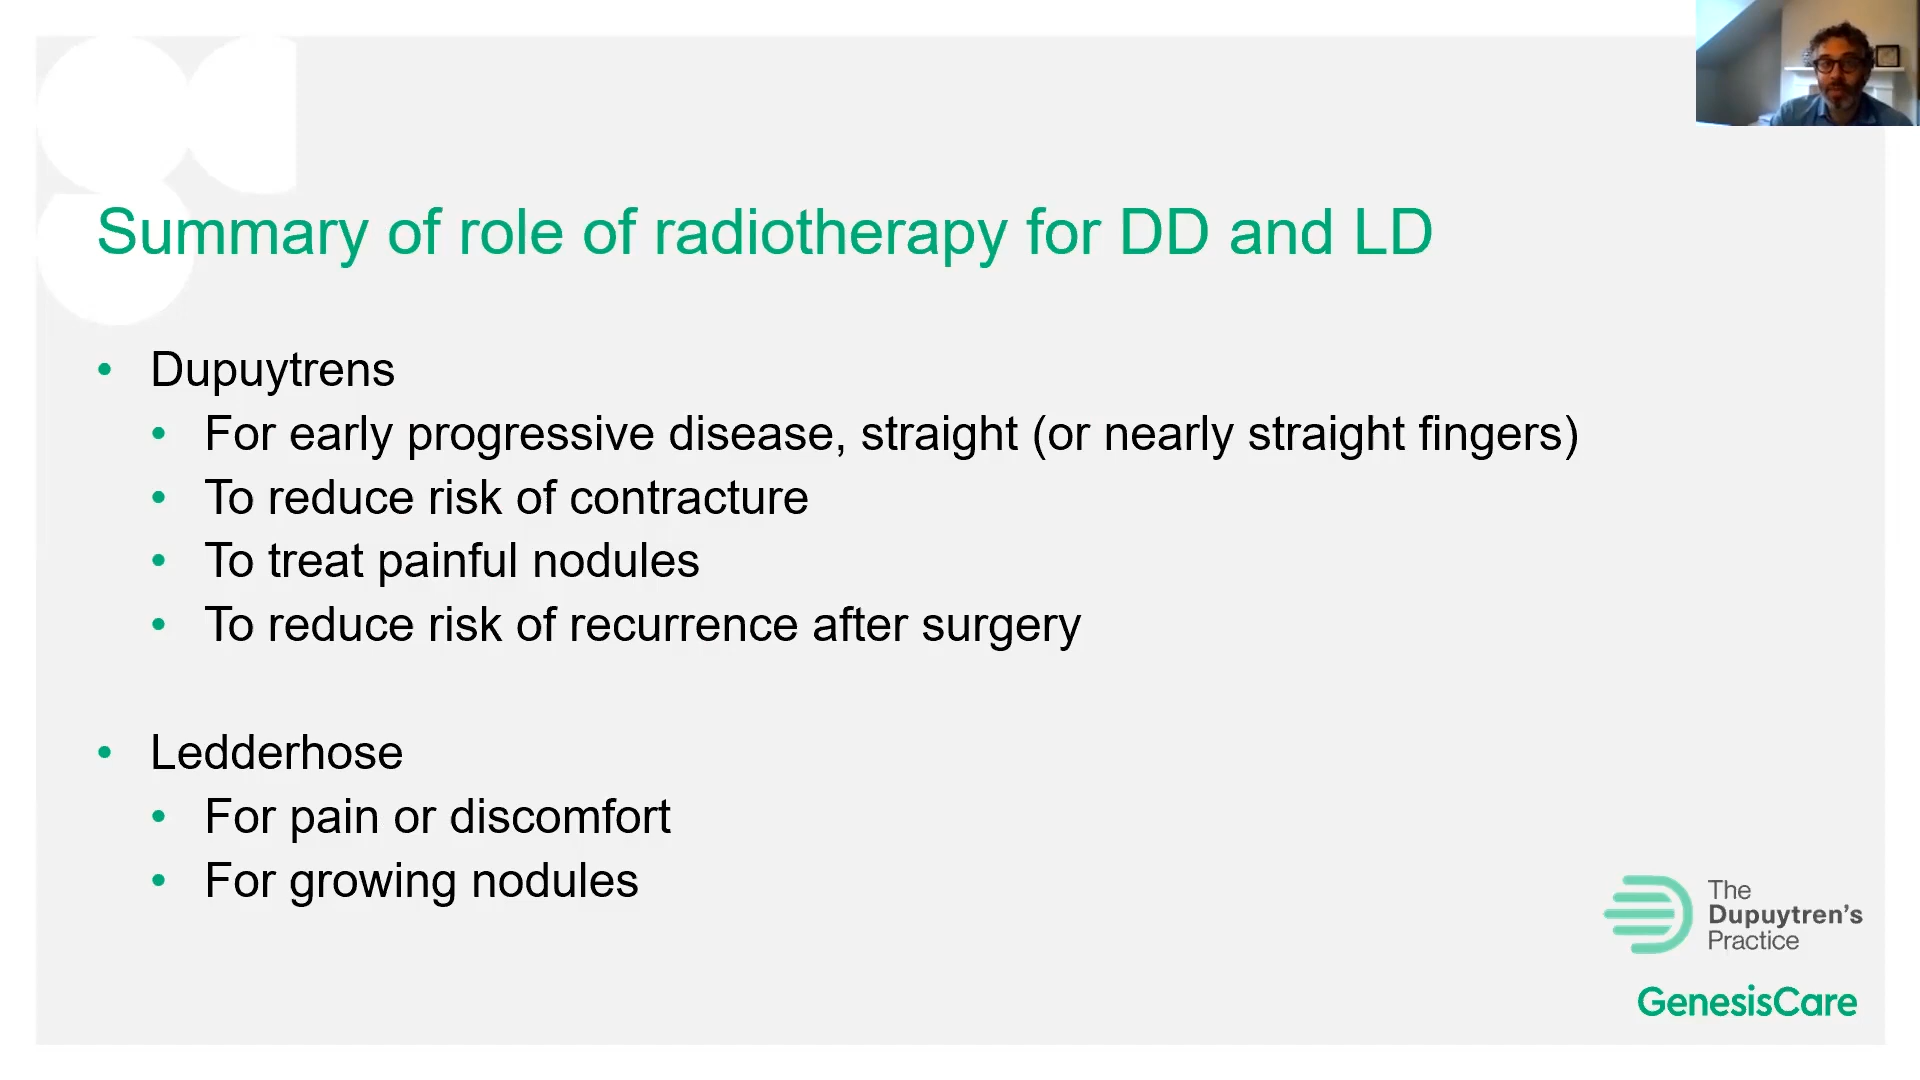 Summary of role of radiotherapy for DD and LD
• Dupuytrens
• For early progressive disease, straight (or nearly straight fingers)
• To reduce risk of contracture
• To treat painful nodules
• To reduce risk of recurrence after surgery
• Ledderhose
• For pain or discomfort
• For growing nodules
The
Dupuytren’s
Practice
GenesisCare